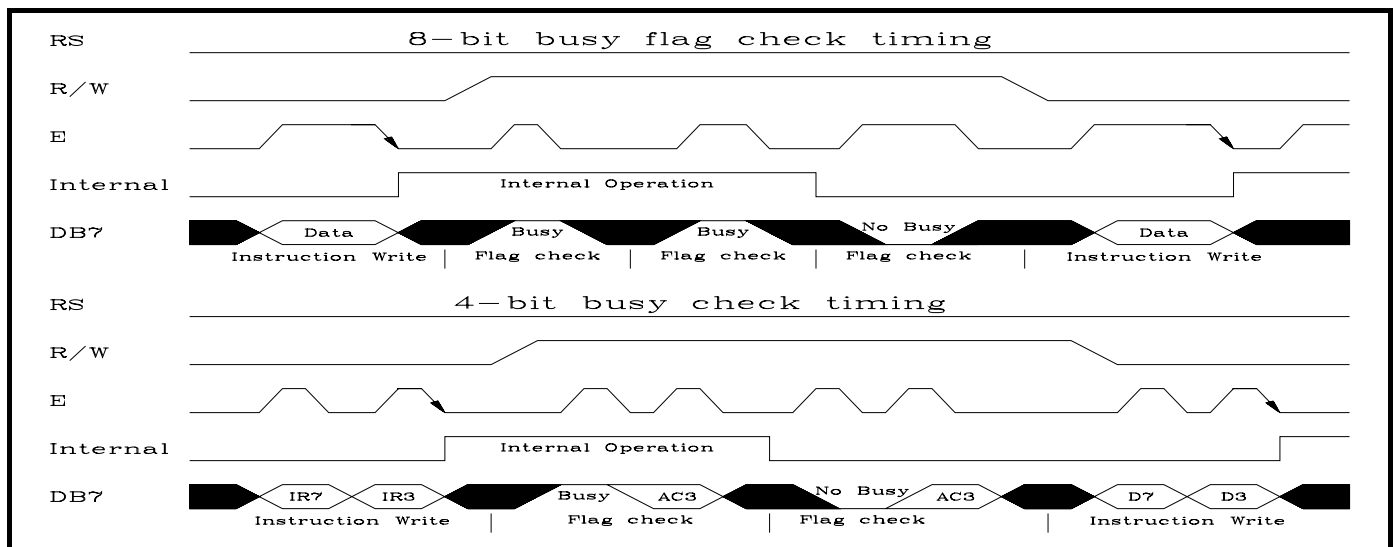 RS 8-bit busy flag check timing
R/W
E
Internal Internal Operation
DB7 Data Busy Busy No Busy Data
Instruction Write Flag check Flag check Flag check Instruction Write
RS 4-bit busy check timing
R/W
E
Internal Internal Operation
DB7 IR7 IR3 Busy AC3 No Busy AC3 D7 D3
Instruction Write Flag check Flag check Instruction Write